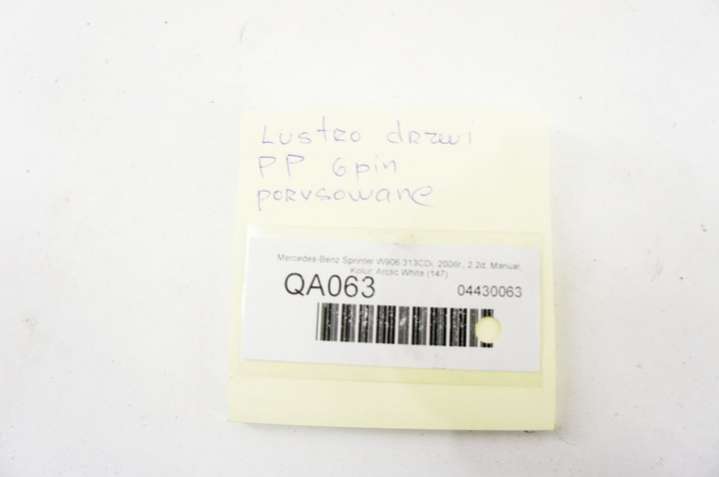 Lustro drzwi
PP 6pin
porysowane
Mercedes-Benz Sprinter W906 313CDi, 2006r., 2.2d, Manual,
Kolor: Arctic White (147)
QA063
04430063